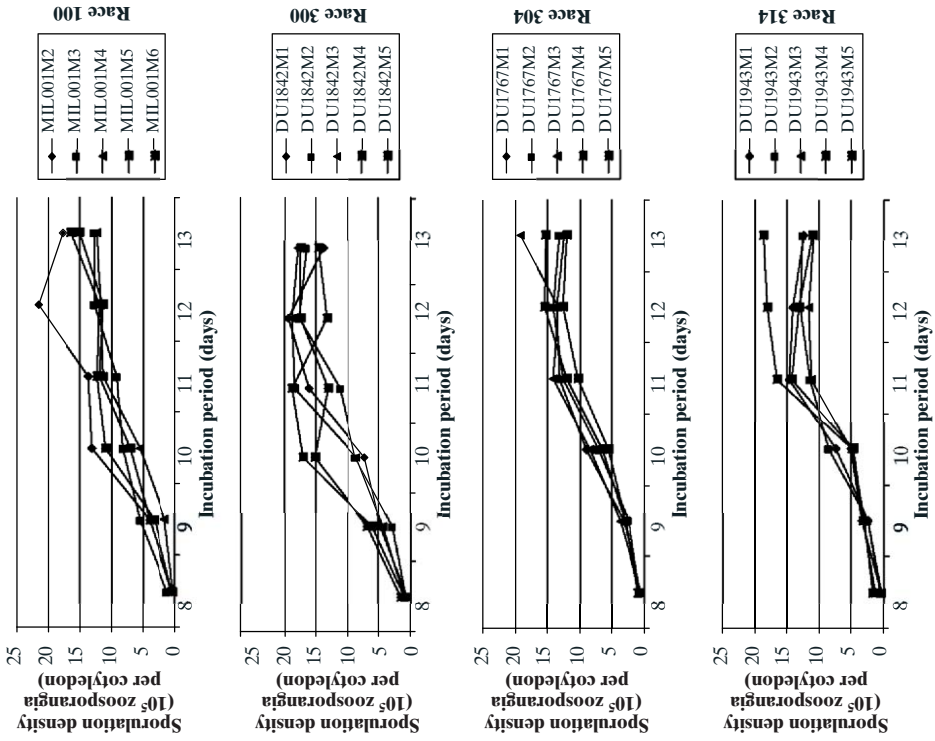 Race 100
MIL001M2
MIL001M3
MIL001M4
MIL001M5
MIL001M6
25
20
15
10
5
0
8
9
10
11
12
13
Incubation period (days)
Sporulation density
(10⁵ zoosporangia
per cotyledon)
Race 300
DU1842M1
DU1842M2
DU1842M3
DU1842M4
DU1842M5
25
20
15
10
5
0
8
9
10
11
12
13
Incubation period (days)
Sporulation density
(10⁵ zoosporangia
per cotyledon)
Race 304
DU1767M1
DU1767M2
DU1767M3
DU1767M4
DU1767M5
25
20
15
10
5
0
8
9
10
11
12
13
Incubation period (days)
Sporulation density
(10⁵ zoosporangia
per cotyledon)
Race 314
DU1943M1
DU1943M2
DU1943M3
DU1943M4
DU1943M5
25
20
15
10
5
0
8
9
10
11
12
13
Incubation period (days)
Sporulation density
(10⁵ zoosporangia
per cotyledon)